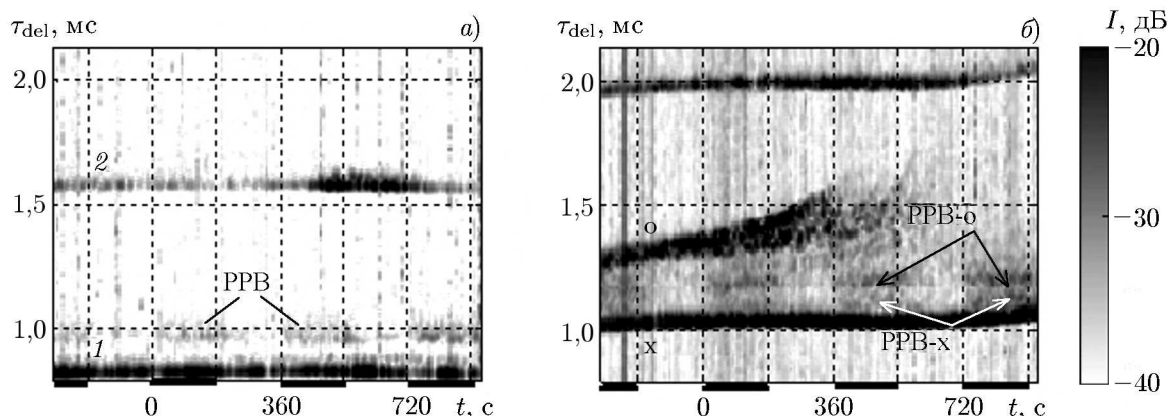 τdel, мс а) τdel, мс б) I, дБ
−20
2,0 2,0
2
1,5 1,5
о PPB-о −30
PPB
1,0 1,0
1 х PPB-х
−40
0 360 720 t, с 0 360 720 t, с